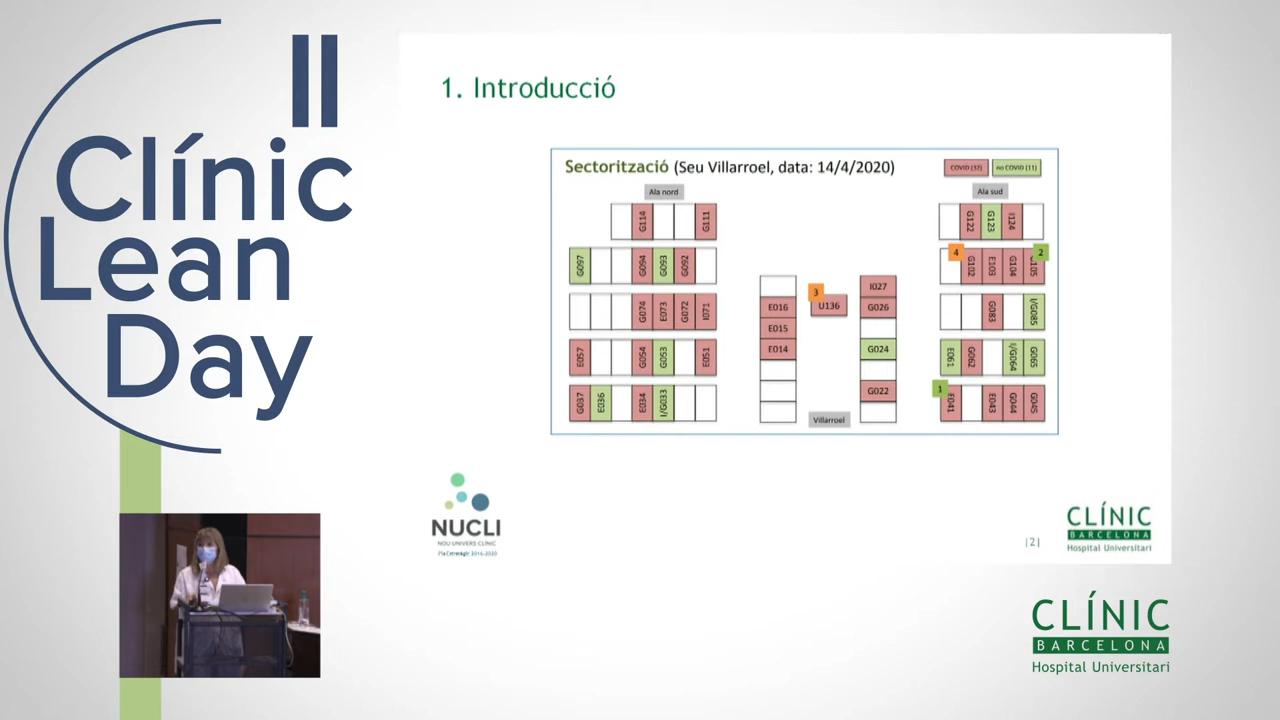 II
Clínic
Lean
Day
1. Introducció
Sectorització (Seu Villarroel, data: 14/4/2020)
COVID (32)
no COVID (11)
Ala nord
Ala sud
G114
G111
G122
G123
I124
G097
G094
G093
G092
4
2
G102
E103
G104
3
I027
E016
U136
G026
G074
E073
G072
I071
G083
I/G085
E015
E014
G024
E057
G054
G053
E051
E061
G062
I/G064
G065
G022
1
G037
E036
E034
I/G033
E041
E043
G044
G045
Villarroel
NUCLI
NOU UNIVERS CLÍNIC
Pla Estratègic 2016-2020
|2|
CLÍNIC
BARCELONA
Hospital Universitari
CLÍNIC
BARCELONA
Hospital Universitari